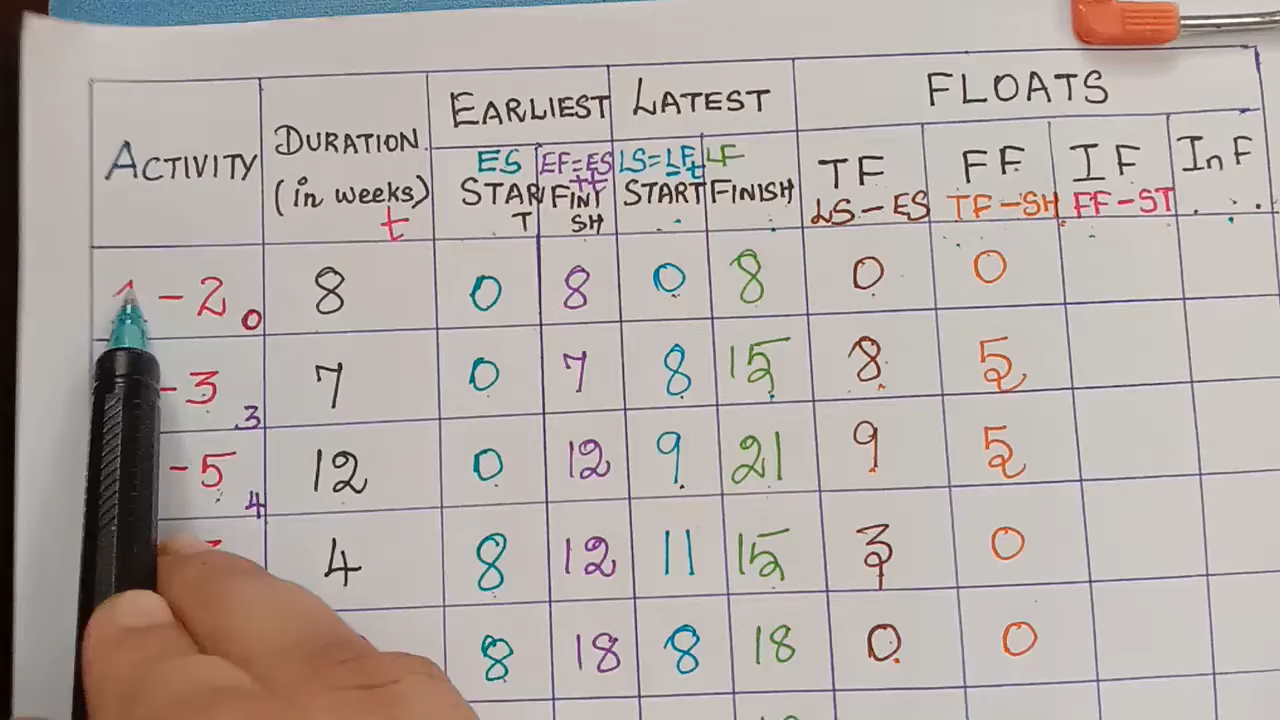 EARLIEST LATEST FLOATS
ACTIVITY DURATION (in weeks) t
ES START EF=ES+t FINISH LS=LF-t START LF FINISH TF LS-ES FF TF-SH IF FF-ST InF
1-2 0 8 0 8 0 8 0 0
-3 3 7 0 7 8 15 8 5
-5 4 12 0 12 9 21 9 5
4 8 12 11 15 3 0
8 18 8 18 0 0